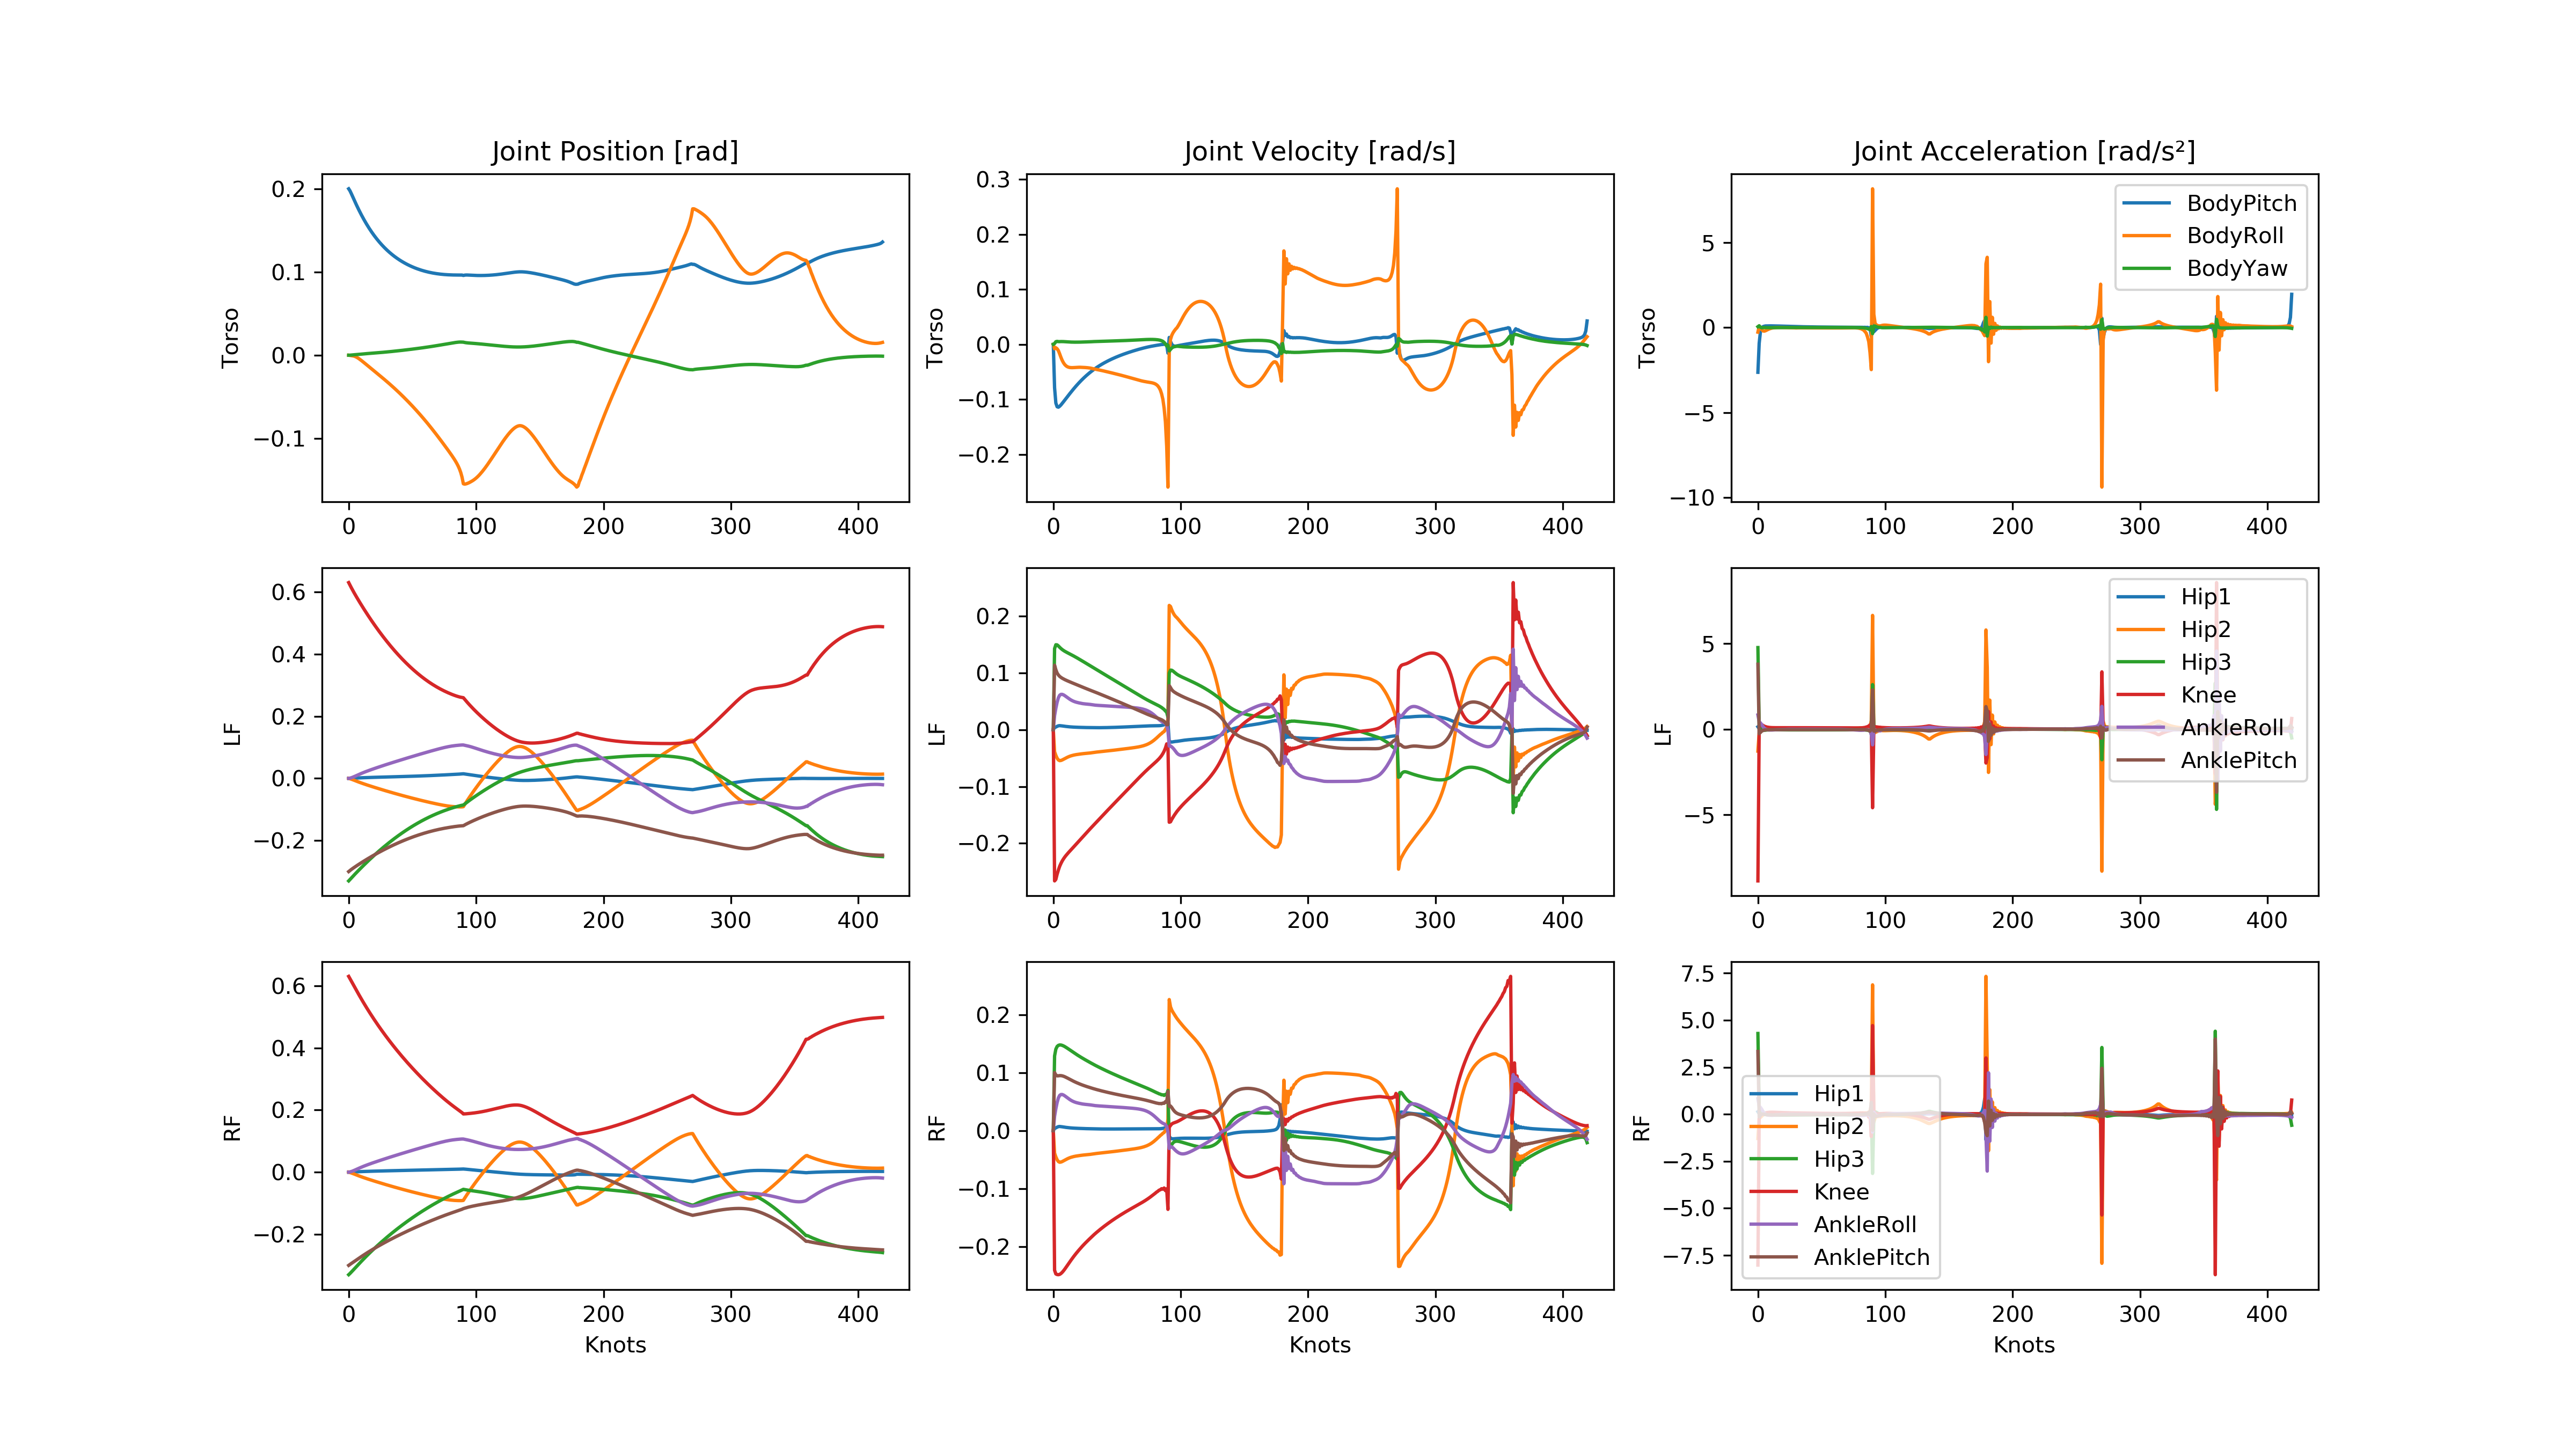 Joint Position [rad]
Joint Velocity [rad/s]
Joint Acceleration [rad/s²]
Torso
0.2
0.1
0.0
−0.1
0 100 200 300 400
Torso
0.3
0.2
0.1
0.0
−0.1
−0.2
0 100 200 300 400
Torso
5
0
−5
−10
0 100 200 300 400
BodyPitch
BodyRoll
BodyYaw
LF
0.6
0.4
0.2
0.0
−0.2
0 100 200 300 400
LF
0.2
0.1
0.0
−0.1
−0.2
0 100 200 300 400
LF
5
0
−5
0 100 200 300 400
Hip1
Hip2
Hip3
Knee
AnkleRoll
AnklePitch
RF
0.6
0.4
0.2
0.0
−0.2
0 100 200 300 400
Knots
RF
0.2
0.1
0.0
−0.1
−0.2
0 100 200 300 400
Knots
RF
7.5
5.0
2.5
0.0
−2.5
−5.0
−7.5
0 100 200 300 400
Knots
Hip1
Hip2
Hip3
Knee
AnkleRoll
AnklePitch